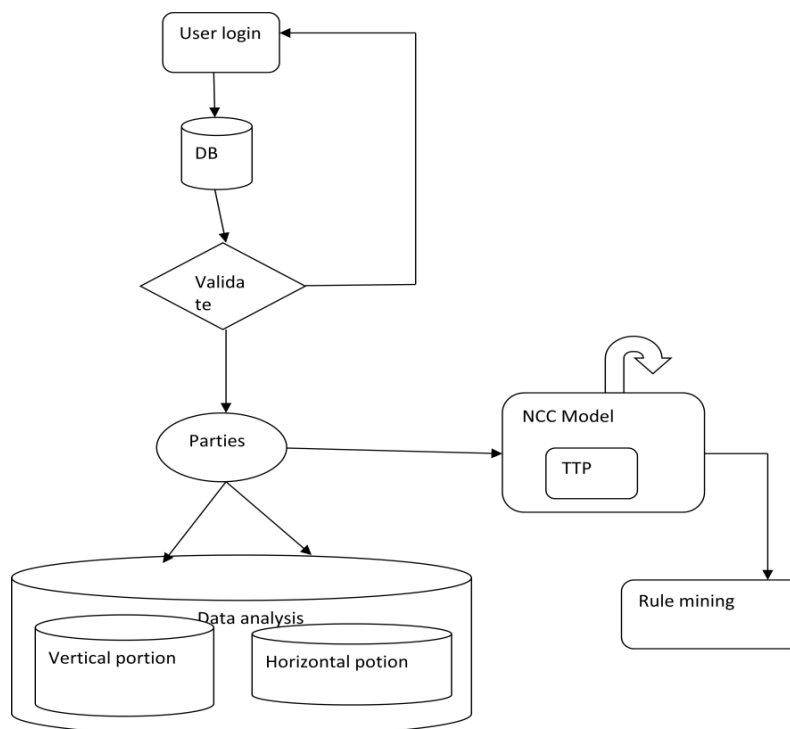 User login
DB
Valida
te
Parties
NCC Model
TTP
Data analysis
Vertical portion
Horizontal potion
Rule mining